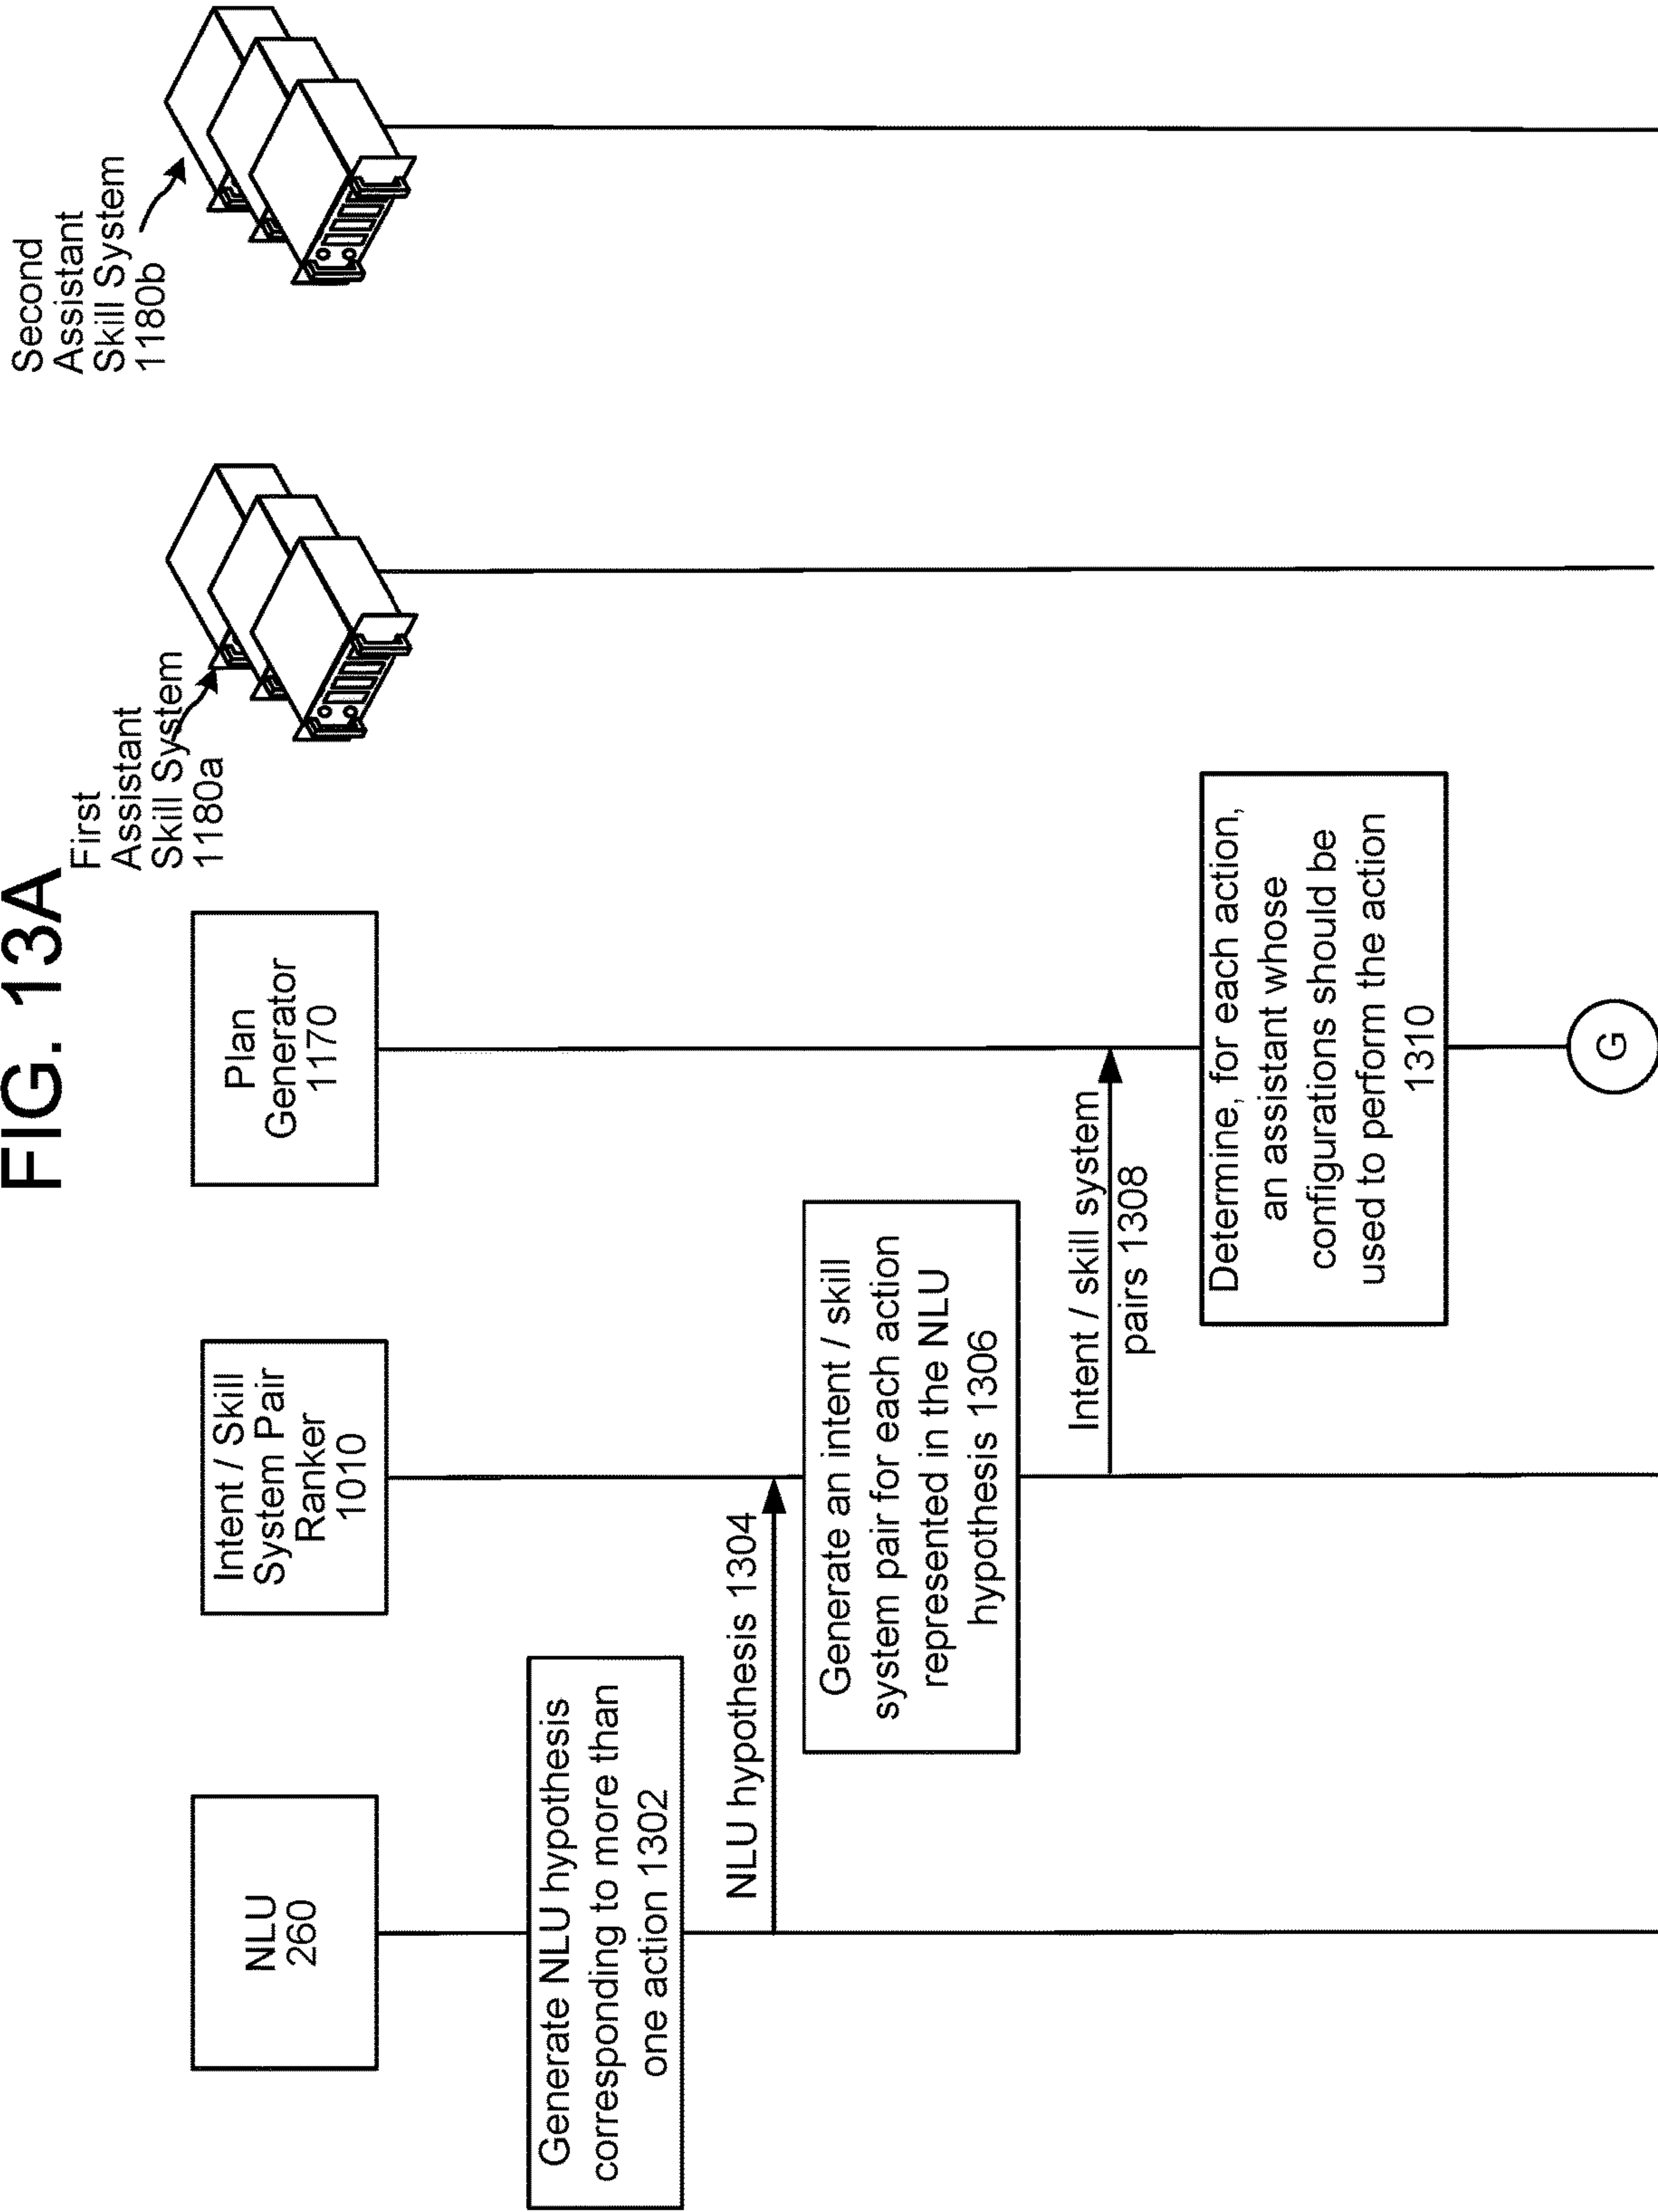 FIG. 13A
NLU
260
Intent / Skill
System Pair
Ranker
1010
Plan
Generator
1170
First
Assistant
Skill System
1180a
Second
Assistant
Skill System
1180b
Generate NLU hypothesis
corresponding to more than
one action 1302
NLU hypothesis 1304
Generate an intent / skill
system pair for each action
represented in the NLU
hypothesis 1306
Intent / skill system
pairs 1308
Determine, for each action,
an assistant whose
configurations should be
used to perform the action
1310
G